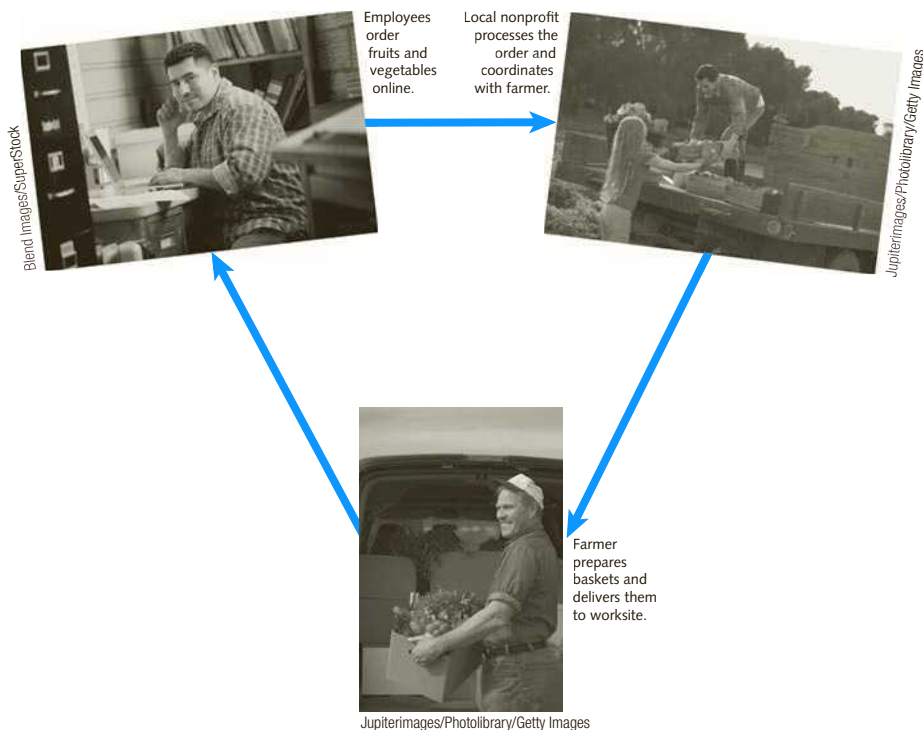 Employees
order
fruits and
vegetables
online.
Local nonprofit
processes the
order and
coordinates
with farmer.
Blend Images/SuperStock
Jupiterimages/Photolibrary/Getty Images
Farmer
prepares
baskets and
delivers them
to worksite.
Jupiterimages/Photolibrary/Getty Images